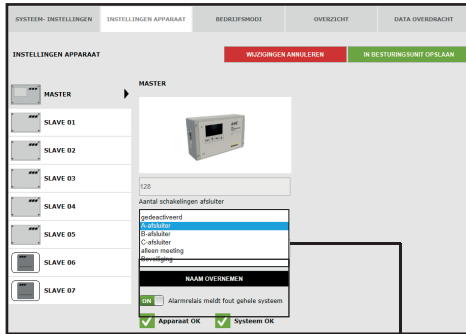 SYSTEEM- INSTELLINGEN
INSTELLINGEN APPARAAT
BEDRIJFSMODI
OVERZICHT
DATA OVERDRACHT
INSTELLINGEN APPARAAT
WIJZIGINGEN ANNULEREN
IN BESTURINGSUNIT OPSLAAN
MASTER
SLAVE 01
SLAVE 02
SLAVE 03
SLAVE 04
SLAVE 05
SLAVE 06
SLAVE 07
MASTER
128
Aantal schakelingen afsluiter
gedeactiveerd
A-afsluiter
B-afsluiter
C-afsluiter
alleen meeting
Beveiliging
NAAM OVERNEMEN
ON Alarmrelais meldt fout gehele systeem
Apparaat OK
Systeem OK